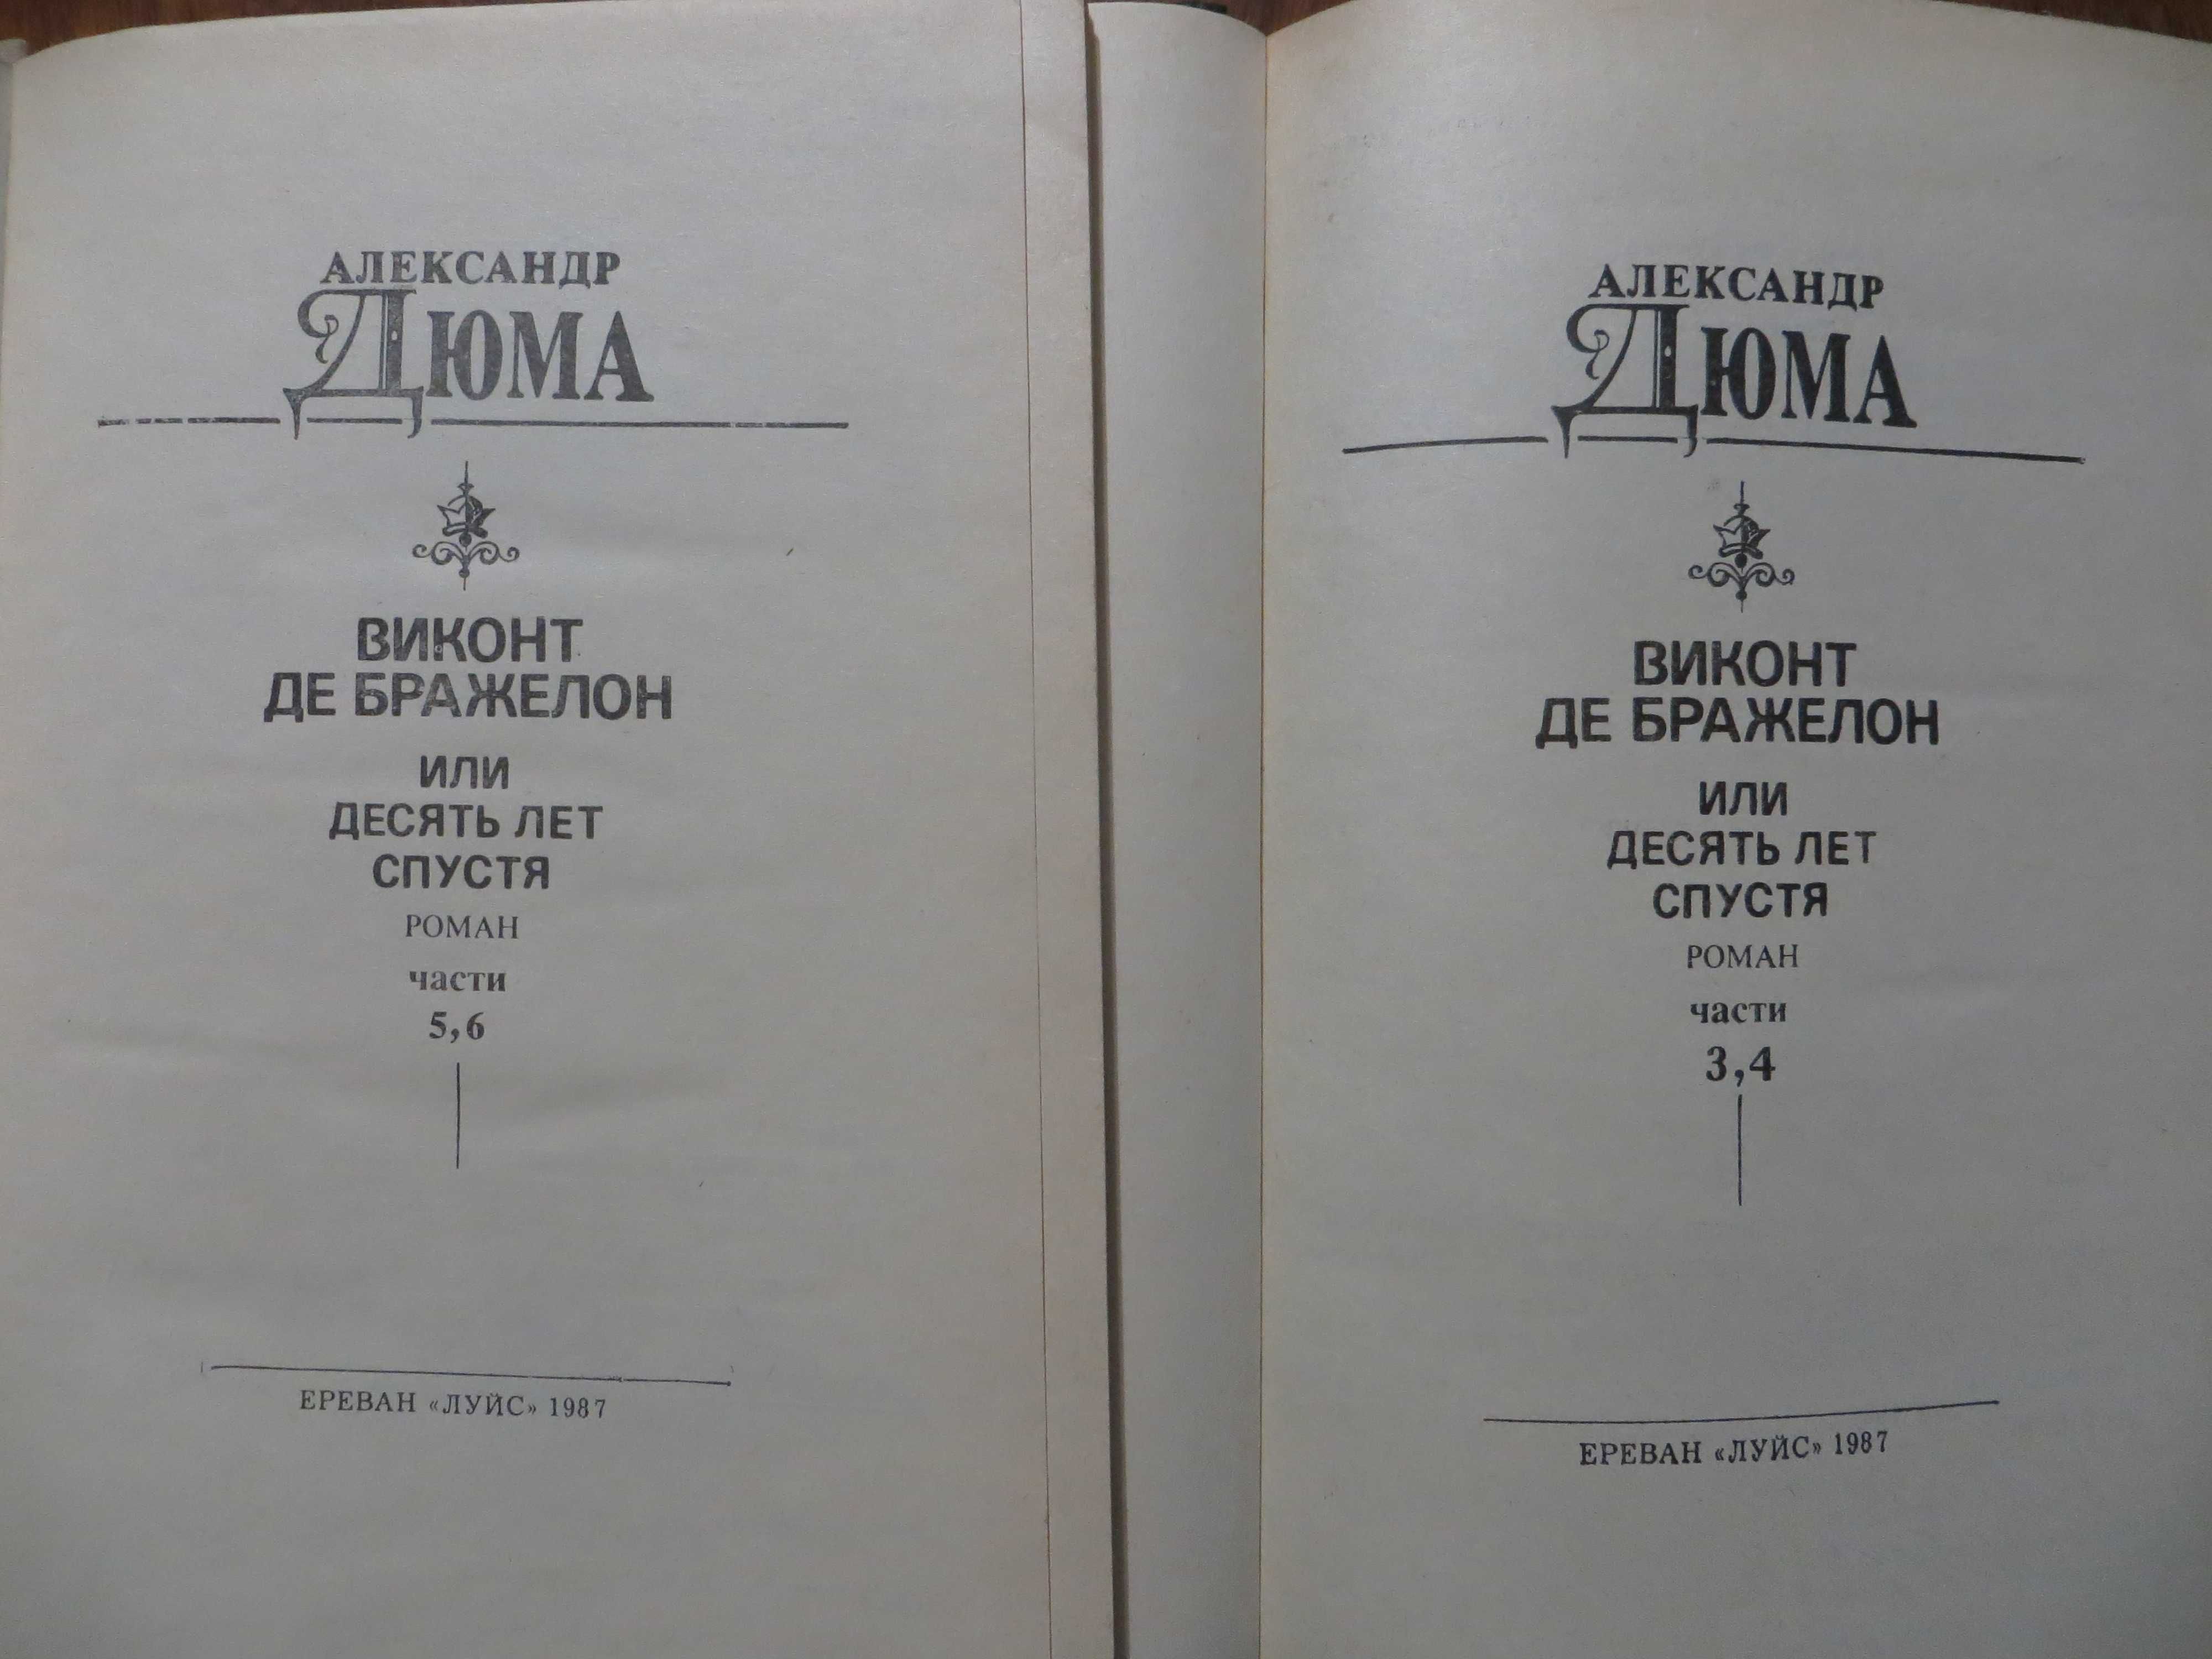 АЛЕКСАНДР
ДЮМА
ВИКОНТ
ДЕ БРАЖЕЛОН
ИЛИ
ДЕСЯТЬ ЛЕТ
СПУСТЯ
РОМАН
части
5,6
ЕРЕВАН «ЛУЙС» 1987
АЛЕКСАНДР
ДЮМА
ВИКОНТ
ДЕ БРАЖЕЛОН
ИЛИ
ДЕСЯТЬ ЛЕТ
СПУСТЯ
РОМАН
части
3,4
ЕРЕВАН «ЛУЙС» 1987